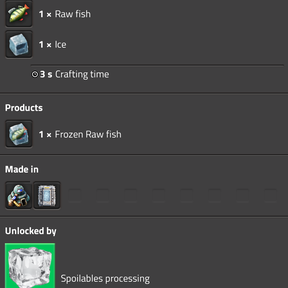 1 × Raw fish
1 × Ice
3 s Crafting time
Products
1 × Frozen Raw fish
Made in
Unlocked by
Spoilables processing